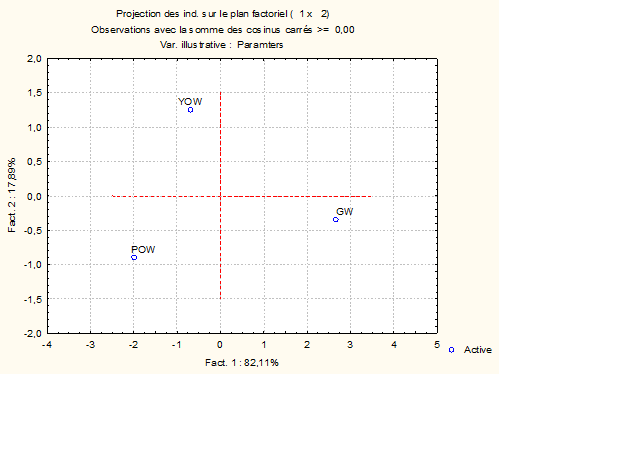 Projection des ind. sur le plan factoriel ( 1 x 2)
Observations avec la somme des cosinus carrés >= 0,00
Var. illustrative : Paramters
2,0
1,5
1,0
0,5
0,0
-0,5
-1,0
-1,5
-2,0
Fact. 2 : 17,89%
YOW
GW
POW
-4 -3 -2 -1 0 1 2 3 4 5
Active
Fact. 1 : 82,11%